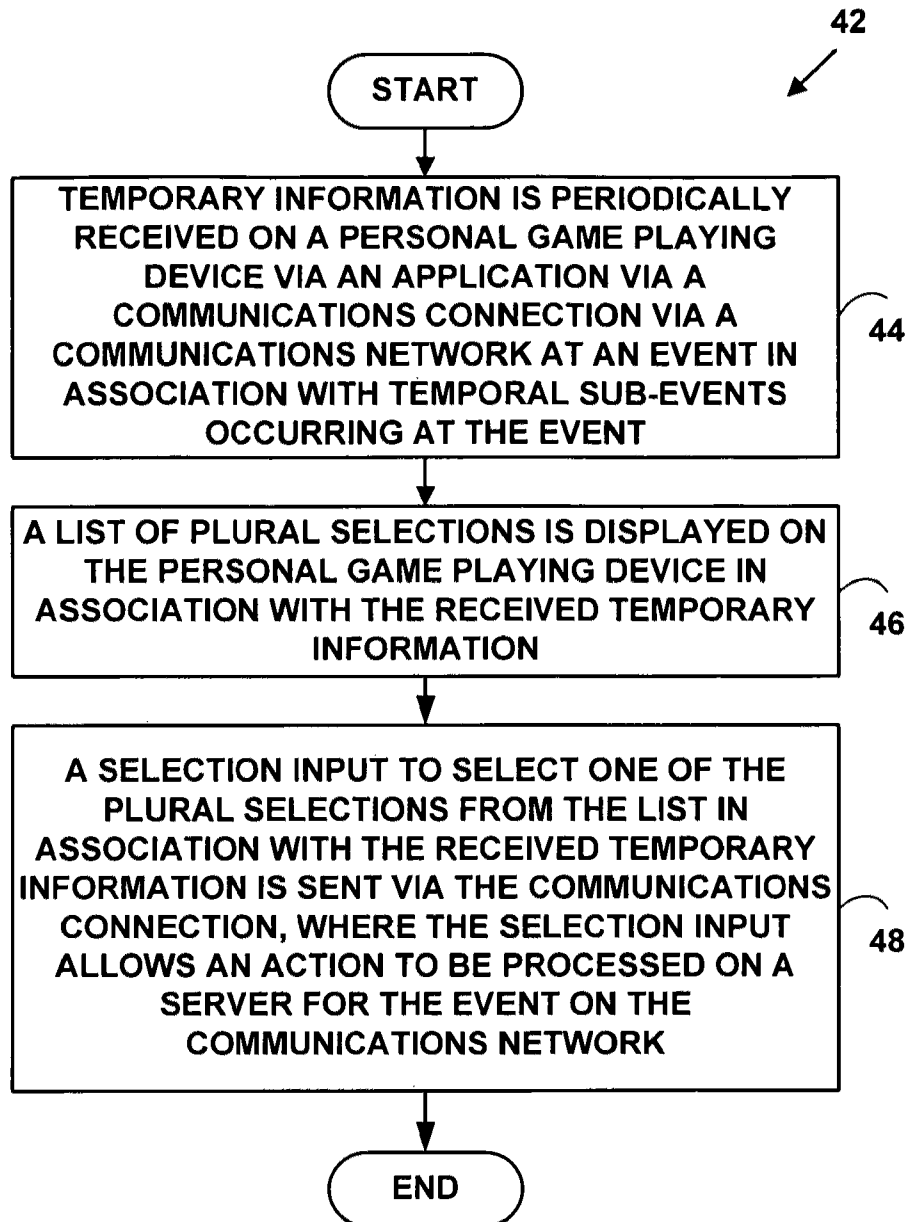 42
START
TEMPORARY INFORMATION IS PERIODICALLY
RECEIVED ON A PERSONAL GAME PLAYING
DEVICE VIA AN APPLICATION VIA A
COMMUNICATIONS CONNECTION VIA A
COMMUNICATIONS NETWORK AT AN EVENT IN
ASSOCIATION WITH TEMPORAL SUB-EVENTS
OCCURRING AT THE EVENT
44
A LIST OF PLURAL SELECTIONS IS DISPLAYED ON
THE PERSONAL GAME PLAYING DEVICE IN
ASSOCIATION WITH THE RECEIVED TEMPORARY
INFORMATION
46
A SELECTION INPUT TO SELECT ONE OF THE
PLURAL SELECTIONS FROM THE LIST IN
ASSOCIATION WITH THE RECEIVED TEMPORARY
INFORMATION IS SENT VIA THE COMMUNICATIONS
CONNECTION, WHERE THE SELECTION INPUT
ALLOWS AN ACTION TO BE PROCESSED ON A
SERVER FOR THE EVENT ON THE
COMMUNICATIONS NETWORK
48
END